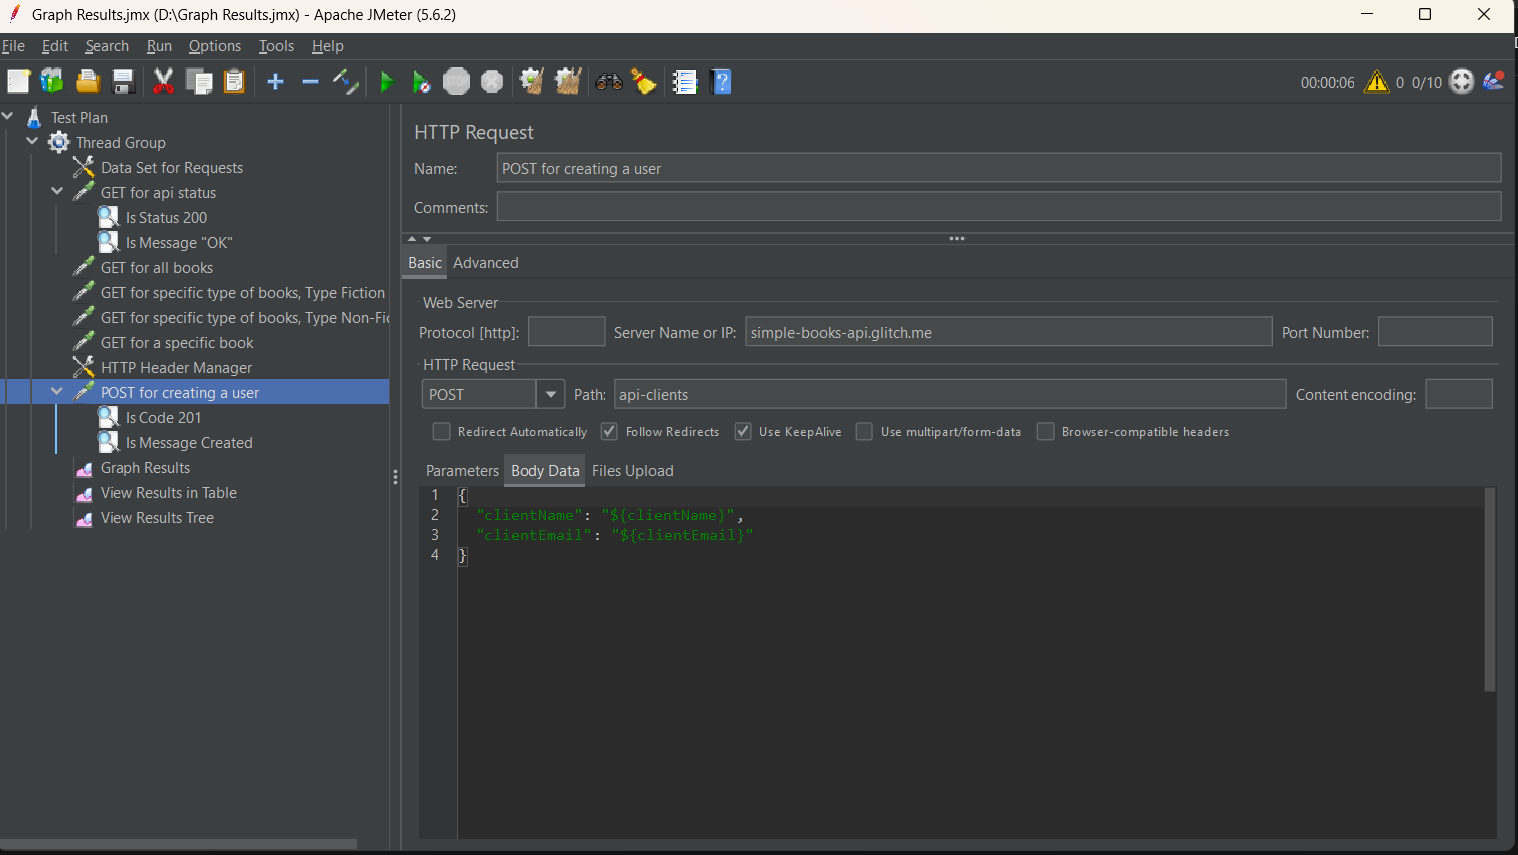 Graph Results.jmx (D:\Graph Results.jmx) - Apache JMeter (5.6.2)
File Edit Search Run Options Tools Help
STOP
00:00:06 0 0/10
Test Plan
Thread Group
Data Set for Requests
GET for api status
Is Status 200
Is Message "OK"
GET for all books
GET for specific type of books, Type Fiction
GET for specific type of books, Type Non-Fic
GET for a specific book
HTTP Header Manager
POST for creating a user
Is Code 201
Is Message Created
Graph Results
View Results in Table
View Results Tree
HTTP Request
Name: POST for creating a user
Comments:
Basic Advanced
Web Server
Protocol [http]: Server Name or IP: simple-books-api.glitch.me Port Number:
HTTP Request
POST Path: api-clients Content encoding:
Redirect Automatically Follow Redirects Use KeepAlive Use multipart/form-data Browser-compatible headers
Parameters Body Data Files Upload
1 {
2 "clientName": "${clientName}",
3 "clientEmail": "${clientEmail}"
4 }